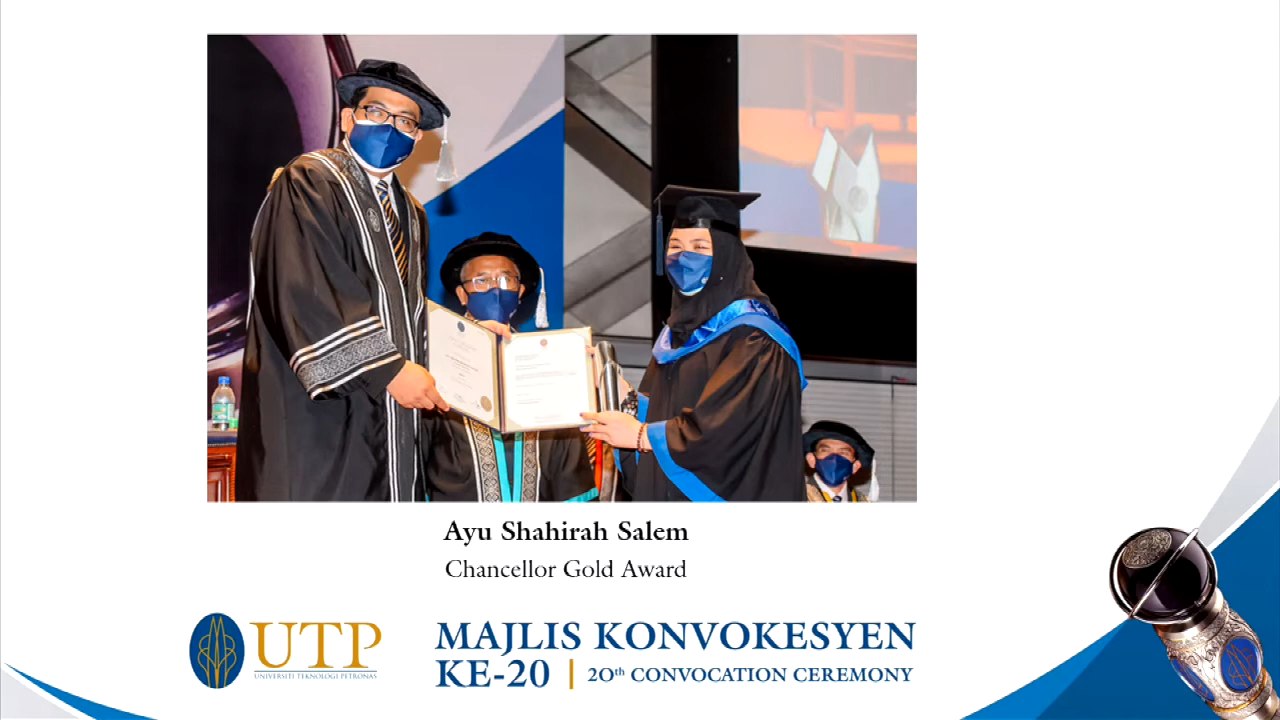 Ayu Shahirah Salem
Chancellor Gold Award
UTP
UNIVERSITI TEKNOLOGI PETRONAS
MAJLIS KONVOKESYEN
KE-20 | 20th CONVOCATION CEREMONY